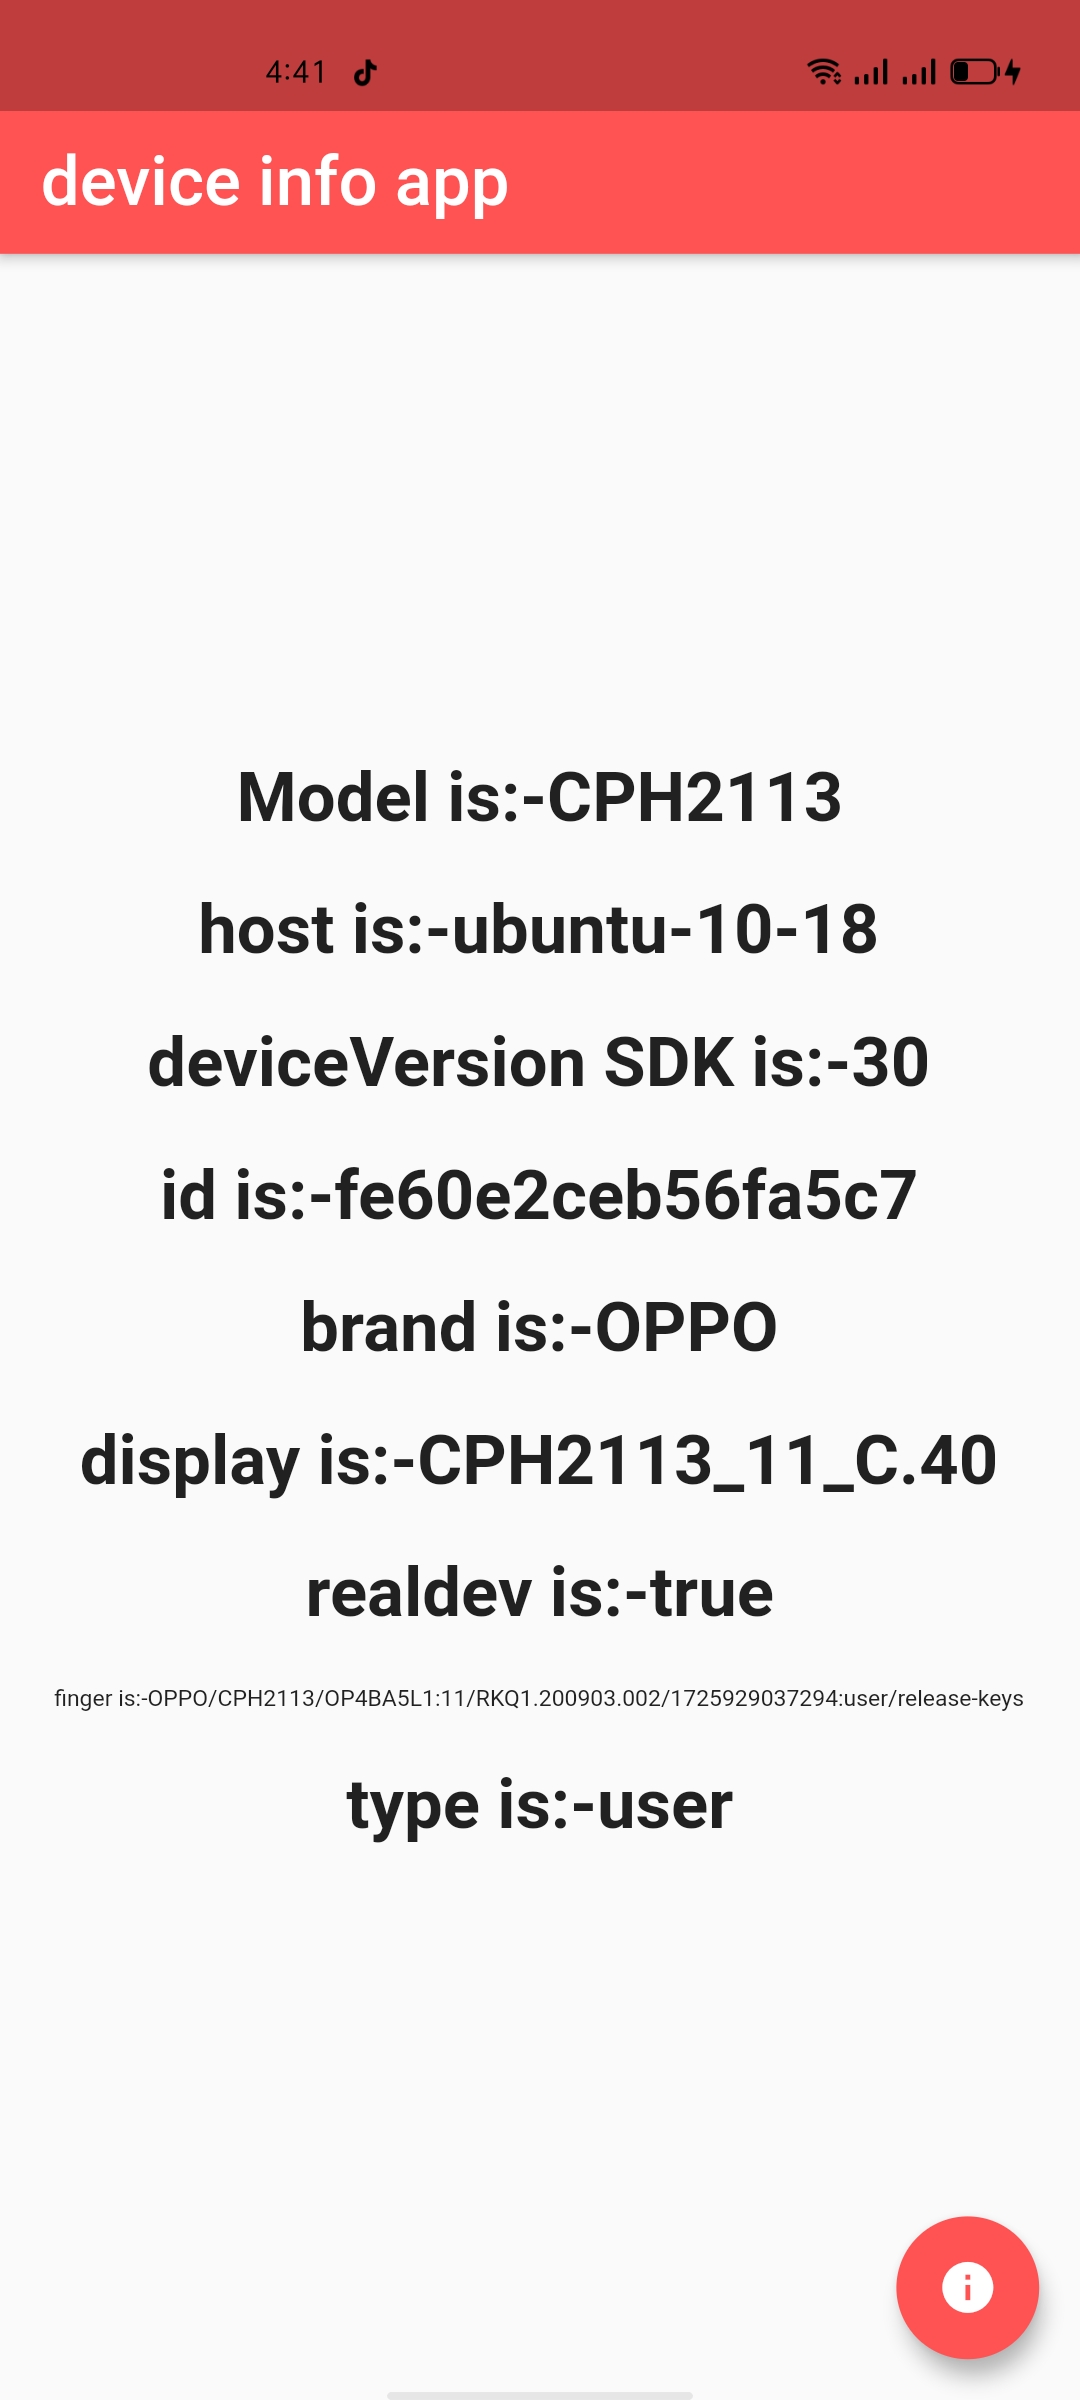 4:41
device info app
Model is:-CPH2113
host is:-ubuntu-10-18
deviceVersion SDK is:-30
id is:-fe60e2ceb56fa5c7
brand is:-OPPO
display is:-CPH2113_11_C.40
realdev is:-true
finger is:-OPPO/CPH2113/OP4BA5L1:11/RKQ1.200903.002/1725929037294:user/release-keys
type is:-user